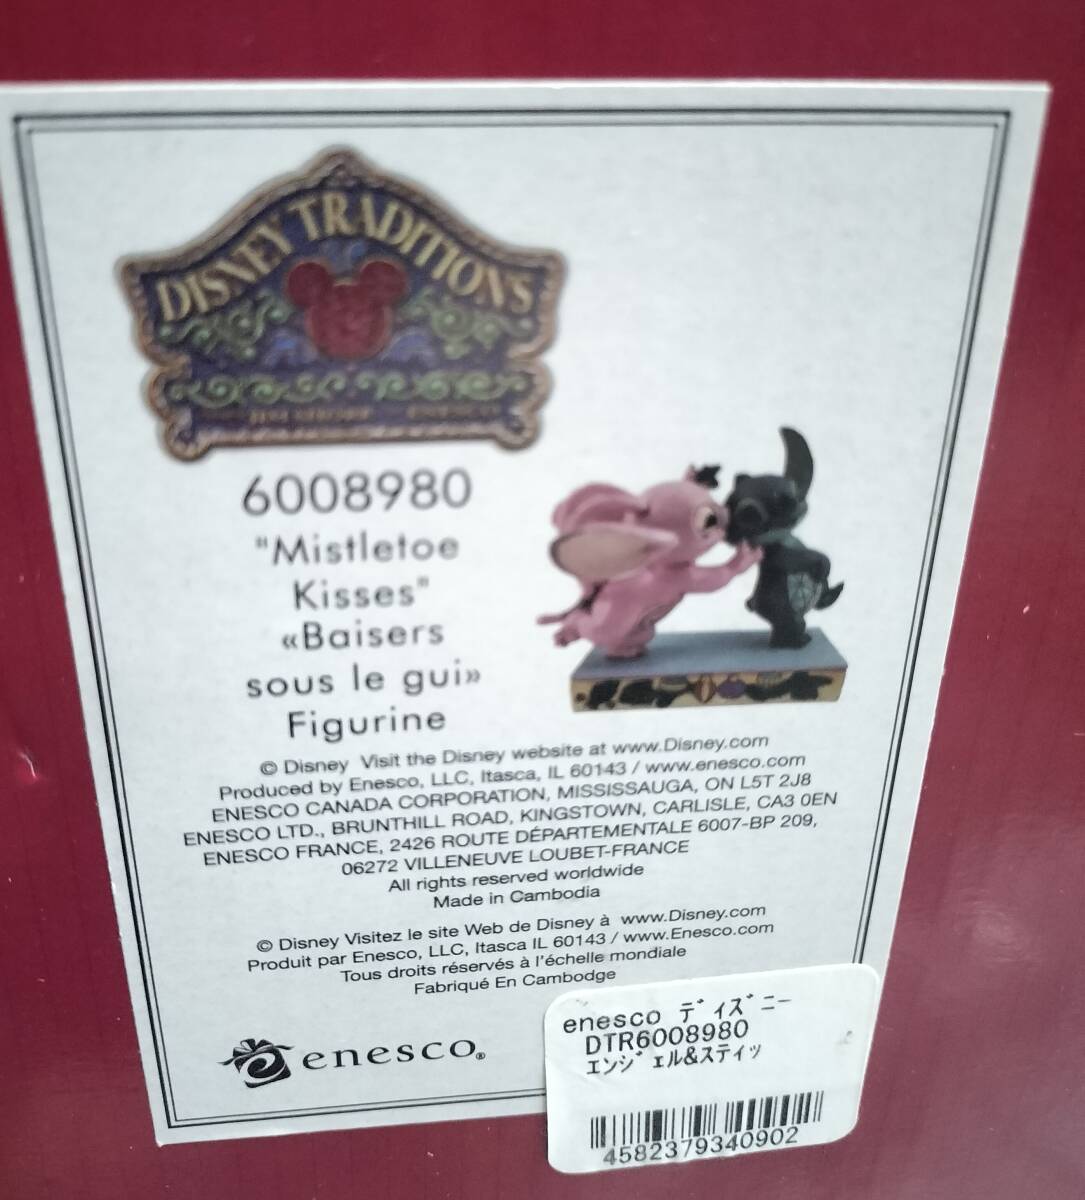 DISNEY TRADITIONS
6008980
"Mistletoe
Kisses"
«Baisers
sous le gui»
Figurine
© Disney Visit the Disney website at www.Disney.com
Produced by Enesco, LLC, Itasca, IL 60143 / www.enesco.com
ENESCO CANADA CORPORATION, MISSISSAUGA, ON L5T 2J8
ENESCO LTD., BRUNTHILL ROAD, KINGSTOWN, CARLISLE, CA3 0EN
ENESCO FRANCE, 2426 ROUTE DÉPARTEMENTALE 6007-BP 209,
06272 VILLENEUVE LOUBET-FRANCE
All rights reserved worldwide
Made in Cambodia
© Disney Visitez le site Web de Disney à www.Disney.com
Produit par Enesco, LLC, Itasca IL 60143 / www.Enesco.com
Tous droits réservés à l'échelle mondiale
Fabriqué En Cambodge
enesco®
enesco ﾃﾞｨｽﾞﾆｰ
DTR6008980
ｴﾝｼﾞｪﾙ&ｽﾃｨｯ
4582379340902